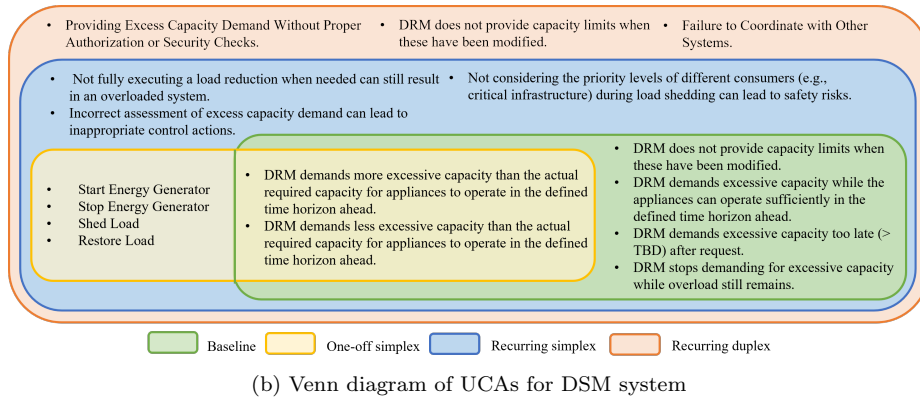 • Providing Excess Capacity Demand Without Proper
Authorization or Security Checks.
• DRM does not provide capacity limits when
these have been modified.
• Failure to Coordinate with Other
Systems.
• Not fully executing a load reduction when needed can still result
in an overloaded system.
• Incorrect assessment of excess capacity demand can lead to
inappropriate control actions.
• Not considering the priority levels of different consumers (e.g.,
critical infrastructure) during load shedding can lead to safety risks.
• Start Energy Generator
• Stop Energy Generator
• Shed Load
• Restore Load
• DRM demands more excessive capacity than the actual
required capacity for appliances to operate in the defined
time horizon ahead.
• DRM demands less excessive capacity than the actual
required capacity for appliances to operate in the defined
time horizon ahead.
• DRM does not provide capacity limits when
these have been modified.
• DRM demands excessive capacity while the
appliances can operate sufficiently in the
defined time horizon ahead.
• DRM demands excessive capacity too late (>
TBD) after request.
• DRM stops demanding for excessive capacity
while overload still remains.
Baseline
One-off simplex
Recurring simplex
Recurring duplex
(b) Venn diagram of UCAs for DSM system